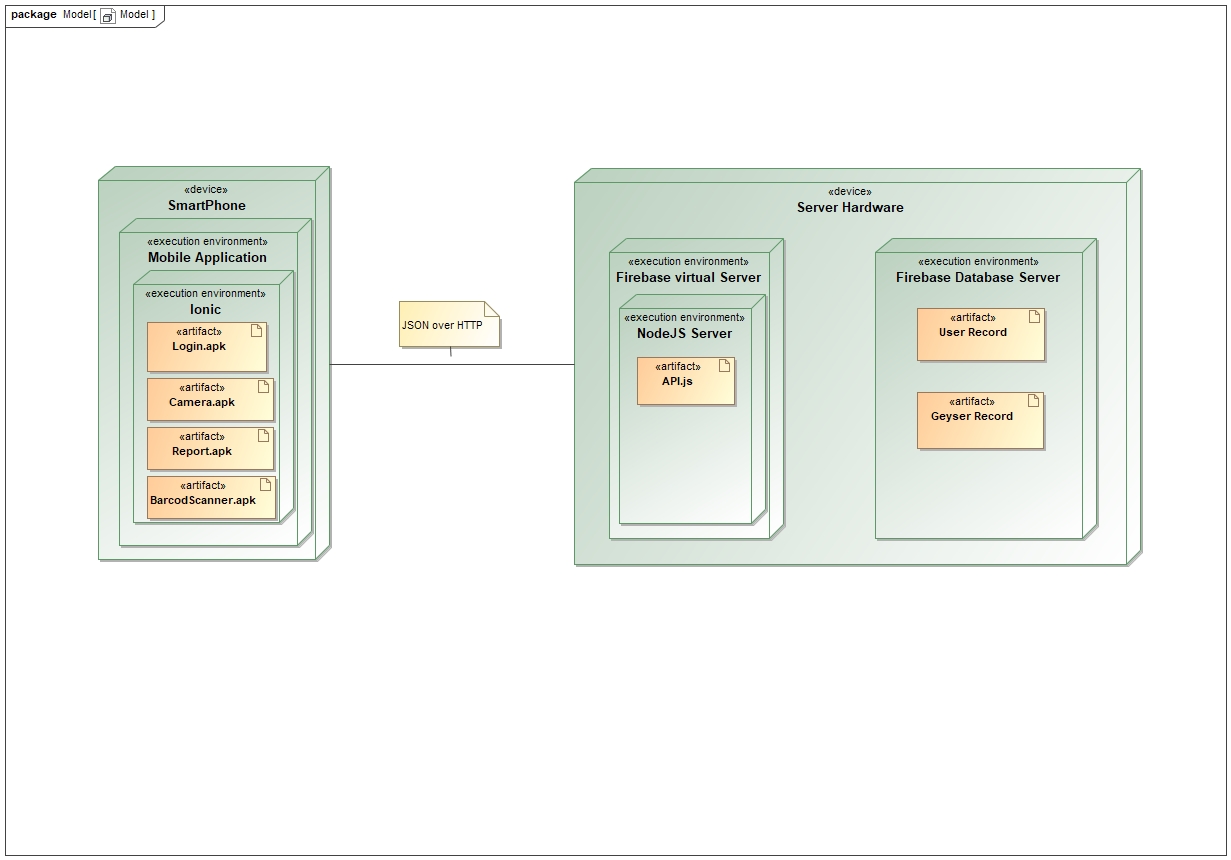 package Model[ Model ]
«device»
SmartPhone
«execution environment»
Mobile Application
«execution environment»
Ionic
«artifact»
Login.apk
«artifact»
Camera.apk
«artifact»
Report.apk
«artifact»
BarcodScanner.apk
JSON over HTTP
«device»
Server Hardware
«execution environment»
Firebase virtual Server
«execution environment»
NodeJS Server
«artifact»
API.js
«execution environment»
Firebase Database Server
«artifact»
User Record
«artifact»
Geyser Record